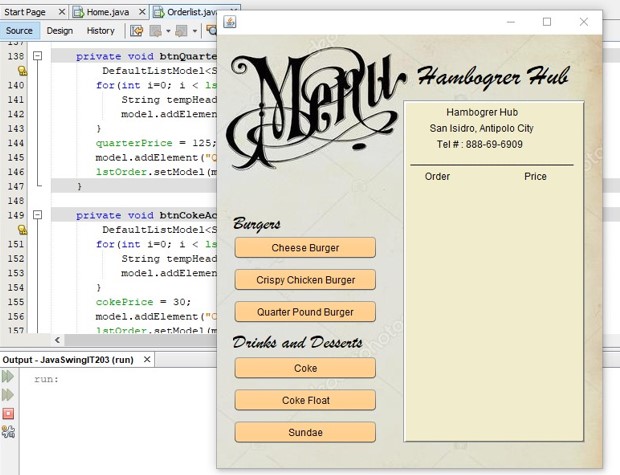 Start Page Home.java Orderlist.java
Source Design History
137
138 private void btnQuarte
DefaultListModel<S
140 for(int i=0; i < ls
141 String tempHead
142 model.addElemen
143 }
144 quarterPrice = 125;
145 model.addElement("Q
146 lstOrder.setModel(m
147 }
148
149 private void btnCokeAc
DefaultListModel<S
151 for(int i=0; i < ls
152 String tempHead
153 model.addElemen
154 }
155 cokePrice = 30;
156 model.addElement("C
157 lstOrder.setModel(m
Output - JavaSwingIT203 (run)
run:
Menu
Hambogrer Hub
Hambogrer Hub
San Isidro, Antipolo City
Tel # : 888-69-6909
Order Price
Burgers
Cheese Burger
Crispy Chicken Burger
Quarter Pound Burger
Drinks and Desserts
Coke
Coke Float
Sundae